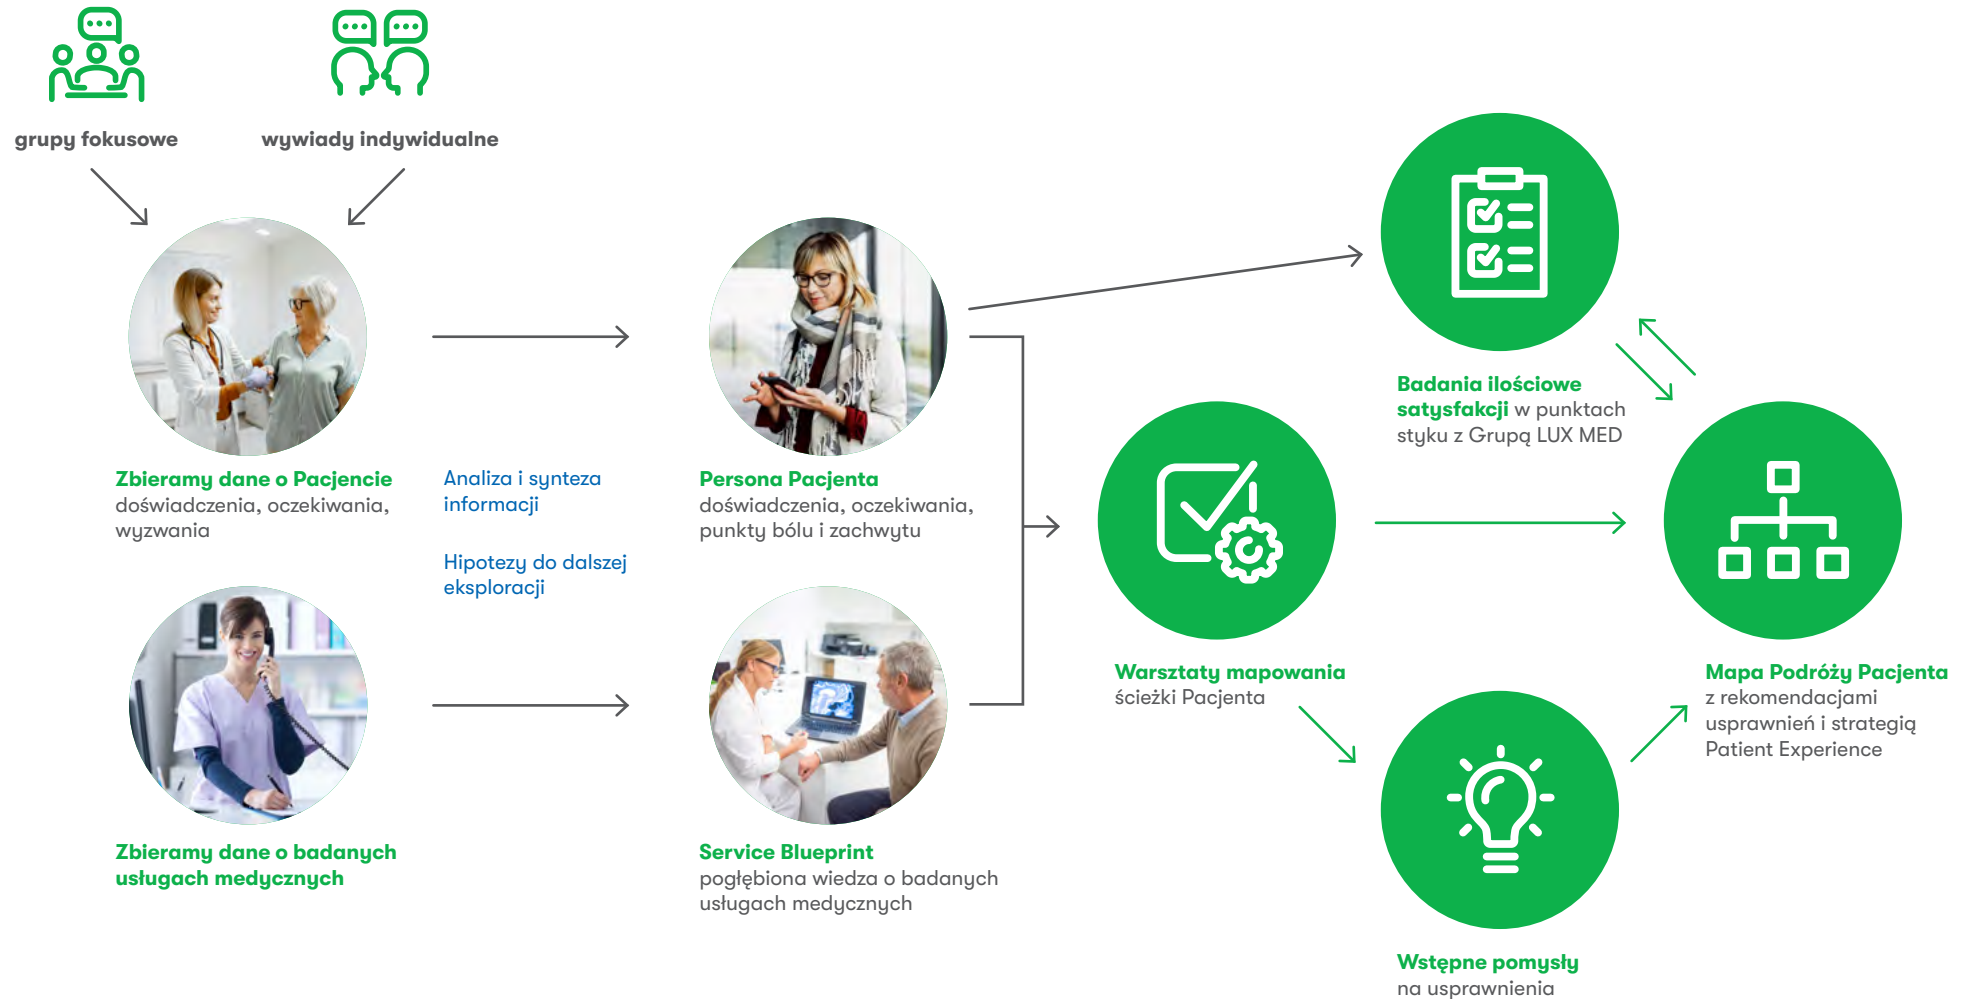 grupy fokusowe
wywiady indywidualne
Zbieramy dane o Pacjencie
doświadczenia, oczekiwania,
wyzwania
Analiza i synteza
informacji
Hipotezy do dalszej
eksploracji
Persona Pacjenta
doświadczenia, oczekiwania,
punkty bólu i zachwytu
Badania ilościowe
satysfakcji w punktach
styku z Grupą LUX MED
Zbieramy dane o badanych
usługach medycznych
Service Blueprint
pogłębiona wiedza o badanych
usługach medycznych
Warsztaty mapowania
ścieżki Pacjenta
Mapa Podróży Pacjenta
z rekomendacjami
usprawnień i strategią
Patient Experience
Wstępne pomysły
na usprawnienia